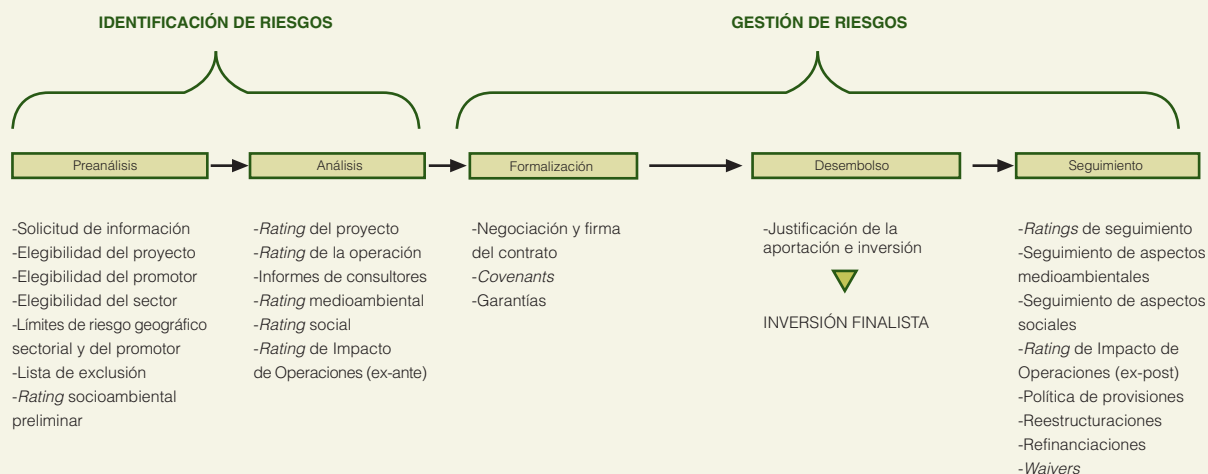 IDENTIFICACIÓN DE RIESGOS
GESTIÓN DE RIESGOS
Preanálisis
Análisis
Formalización
Desembolso
Seguimiento
-Solicitud de información
-Elegibilidad del proyecto
-Elegibilidad del promotor
-Elegibilidad del sector
-Límites de riesgo geográfico
sectorial y del promotor
-Lista de exclusión
-Rating socioambiental
preliminar
-Rating del proyecto
-Rating de la operación
-Informes de consultores
-Rating medioambiental
-Rating social
-Rating de Impacto
de Operaciones (ex-ante)
-Negociación y firma
del contrato
-Covenants
-Garantías
-Justificación de la
aportación e inversión
INVERSIÓN FINALISTA
-Ratings de seguimiento
-Seguimiento de aspectos
medioambientales
-Seguimiento de aspectos
sociales
-Rating de Impacto de
Operaciones (ex-post)
-Política de provisiones
-Reestructuraciones
-Refinanciaciones
-Waivers